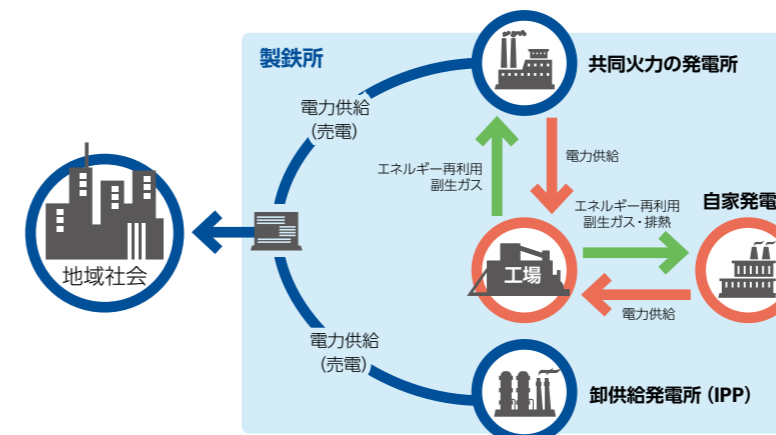 製鉄所
共同火力の発電所
電力供給
(売電)
エネルギー再利用
副生ガス
電力供給
自家発電
エネルギー再利用
副生ガス・排熱
地域社会
工場
電力供給
電力供給
(売電)
卸供給発電所 (IPP)